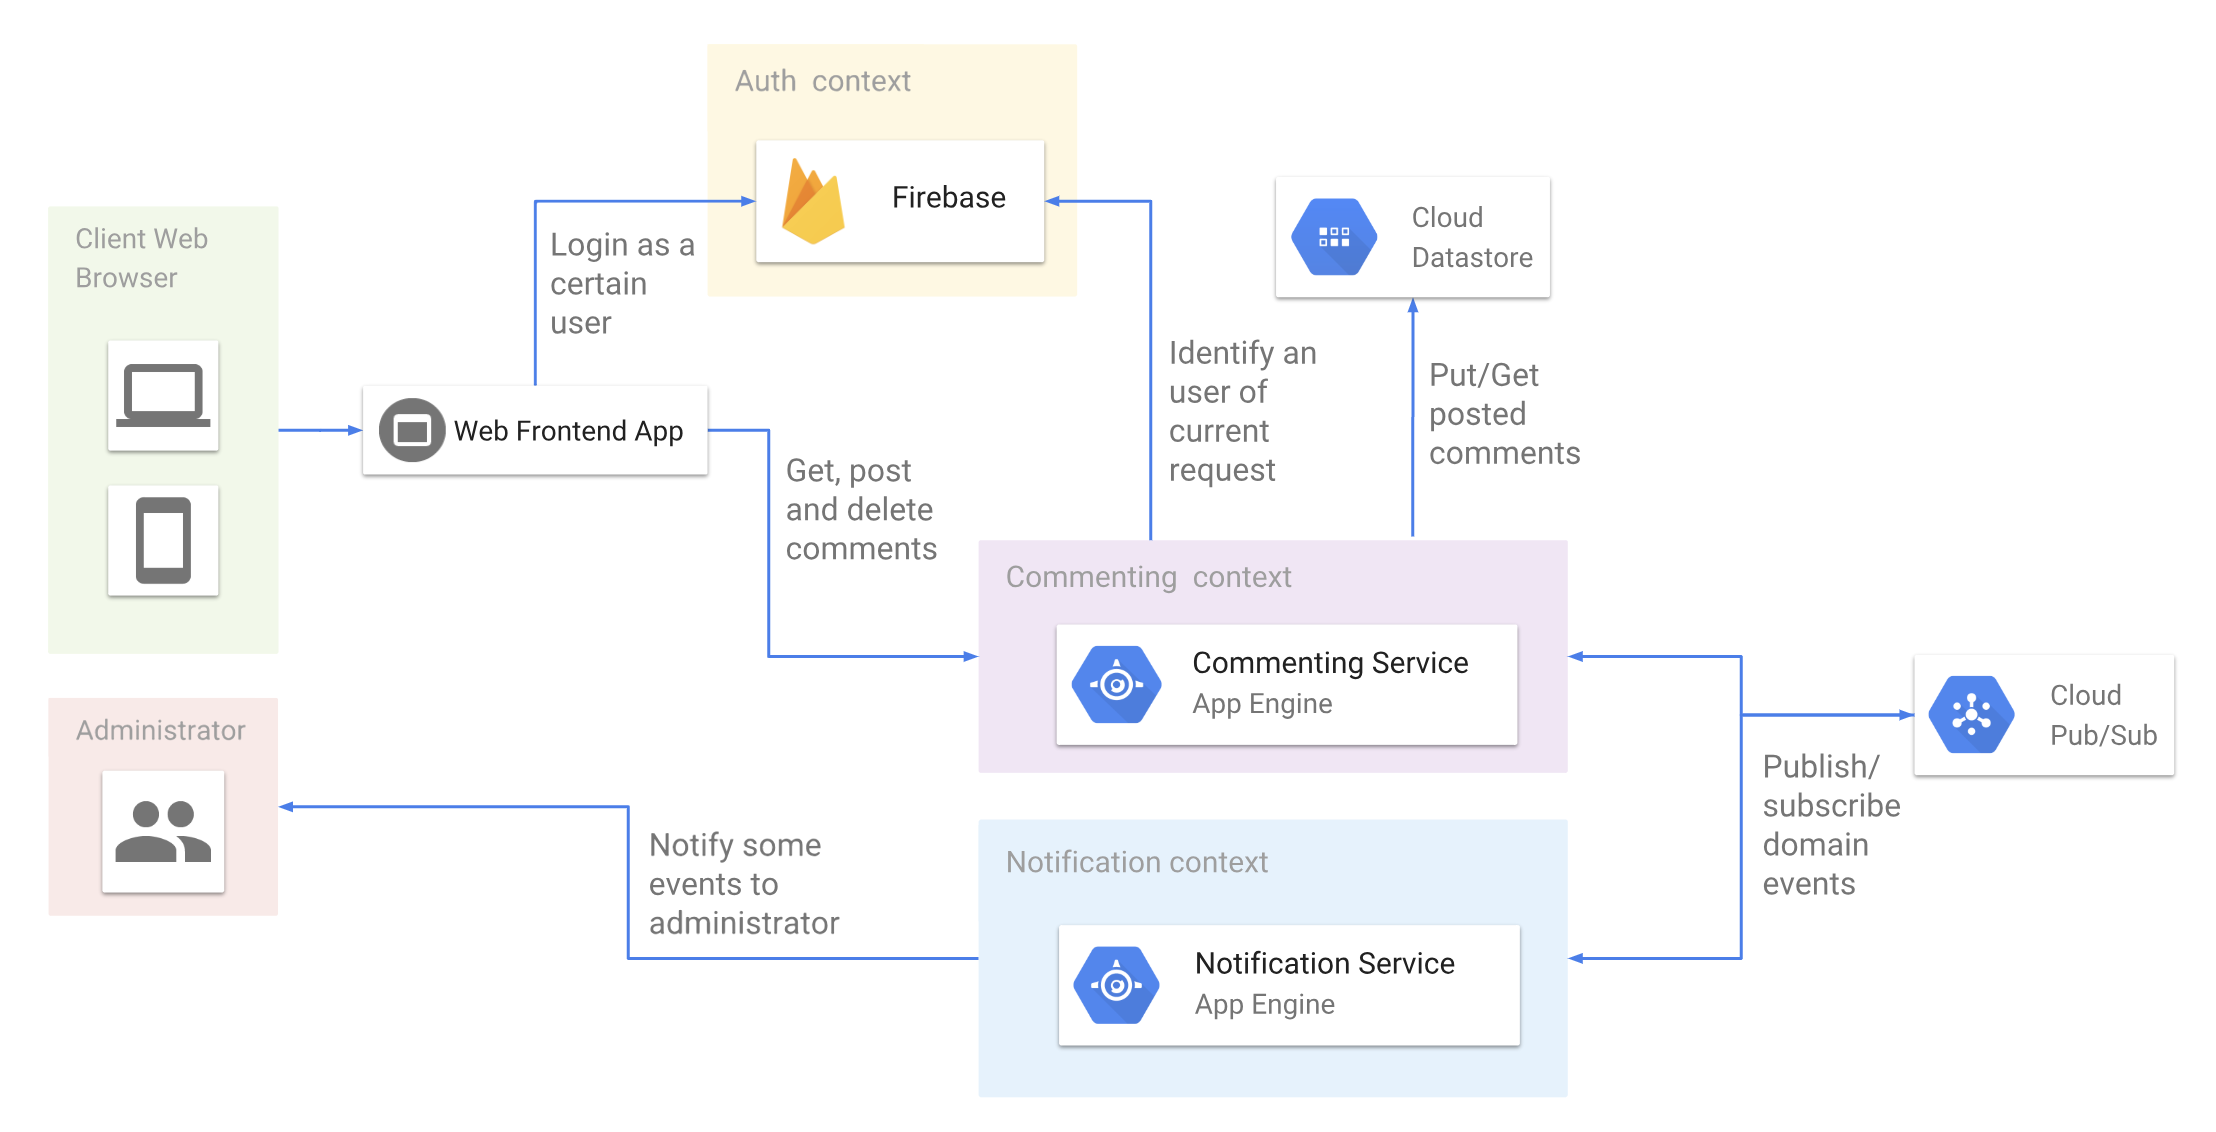 Auth context
Firebase
Client Web
Browser
Login as a
certain
user
Web Frontend App
Cloud
Datastore
Identify an
user of
current
request
Put/Get
posted
comments
Get, post
and delete
comments
Commenting context
Commenting Service
App Engine
Cloud
Pub/Sub
Administrator
Publish/
subscribe
domain
events
Notify some
events to
administrator
Notification context
Notification Service
App Engine